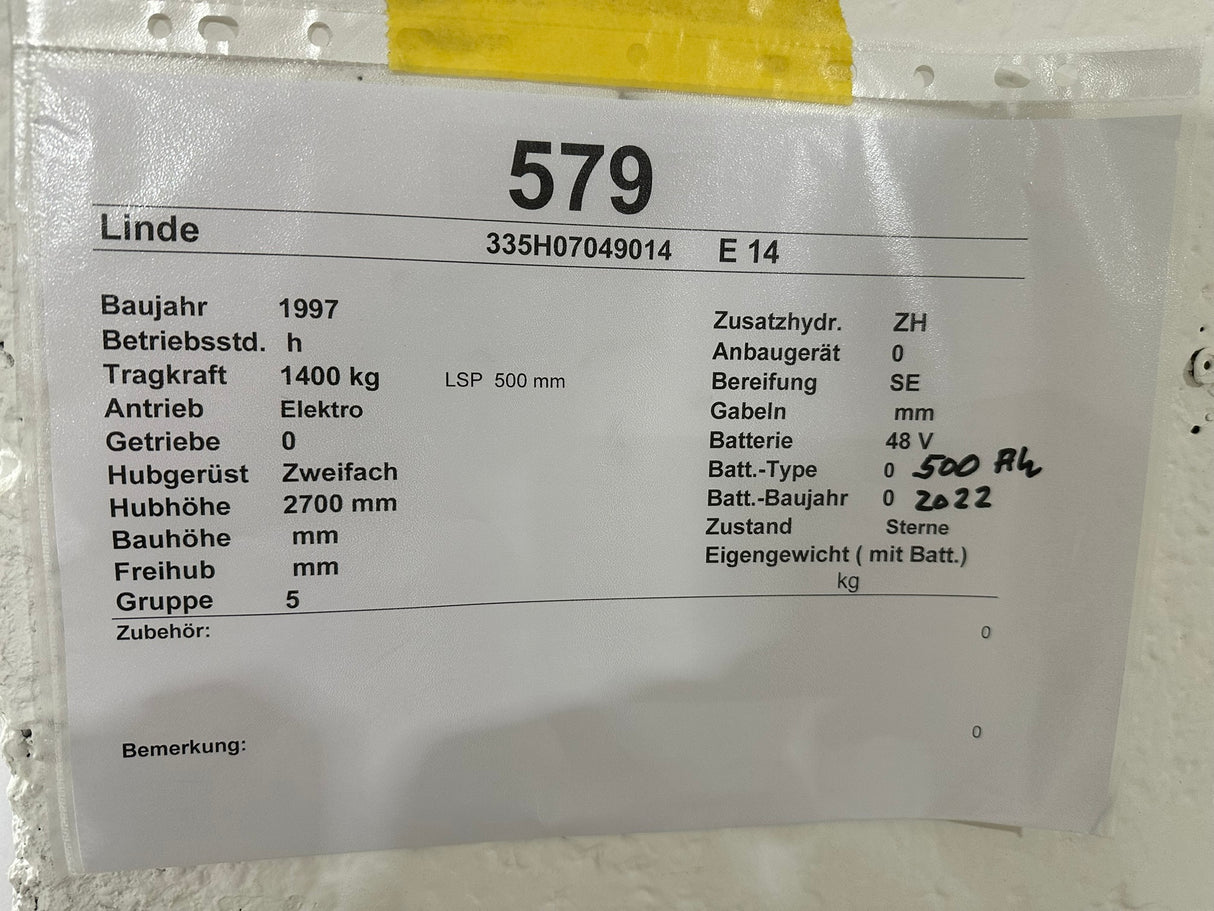 579
Linde 335H07049014 E 14
Baujahr 1997
Betriebsstd. h
Tragkraft 1400 kg LSP 500 mm
Antrieb Elektro
Getriebe 0
Hubgerüst Zweifach
Hubhöhe 2700 mm
Bauhöhe mm
Freihub mm
Gruppe 5
Zusatzhydr. ZH
Anbaugerät 0
Bereifung SE
Gabeln mm
Batterie 48 V
Batt.-Type 0 500 Ah
Batt.-Baujahr 0 2022
Zustand Sterne
Eigengewicht ( mit Batt.)
kg
Zubehör: 0
0
Bemerkung: